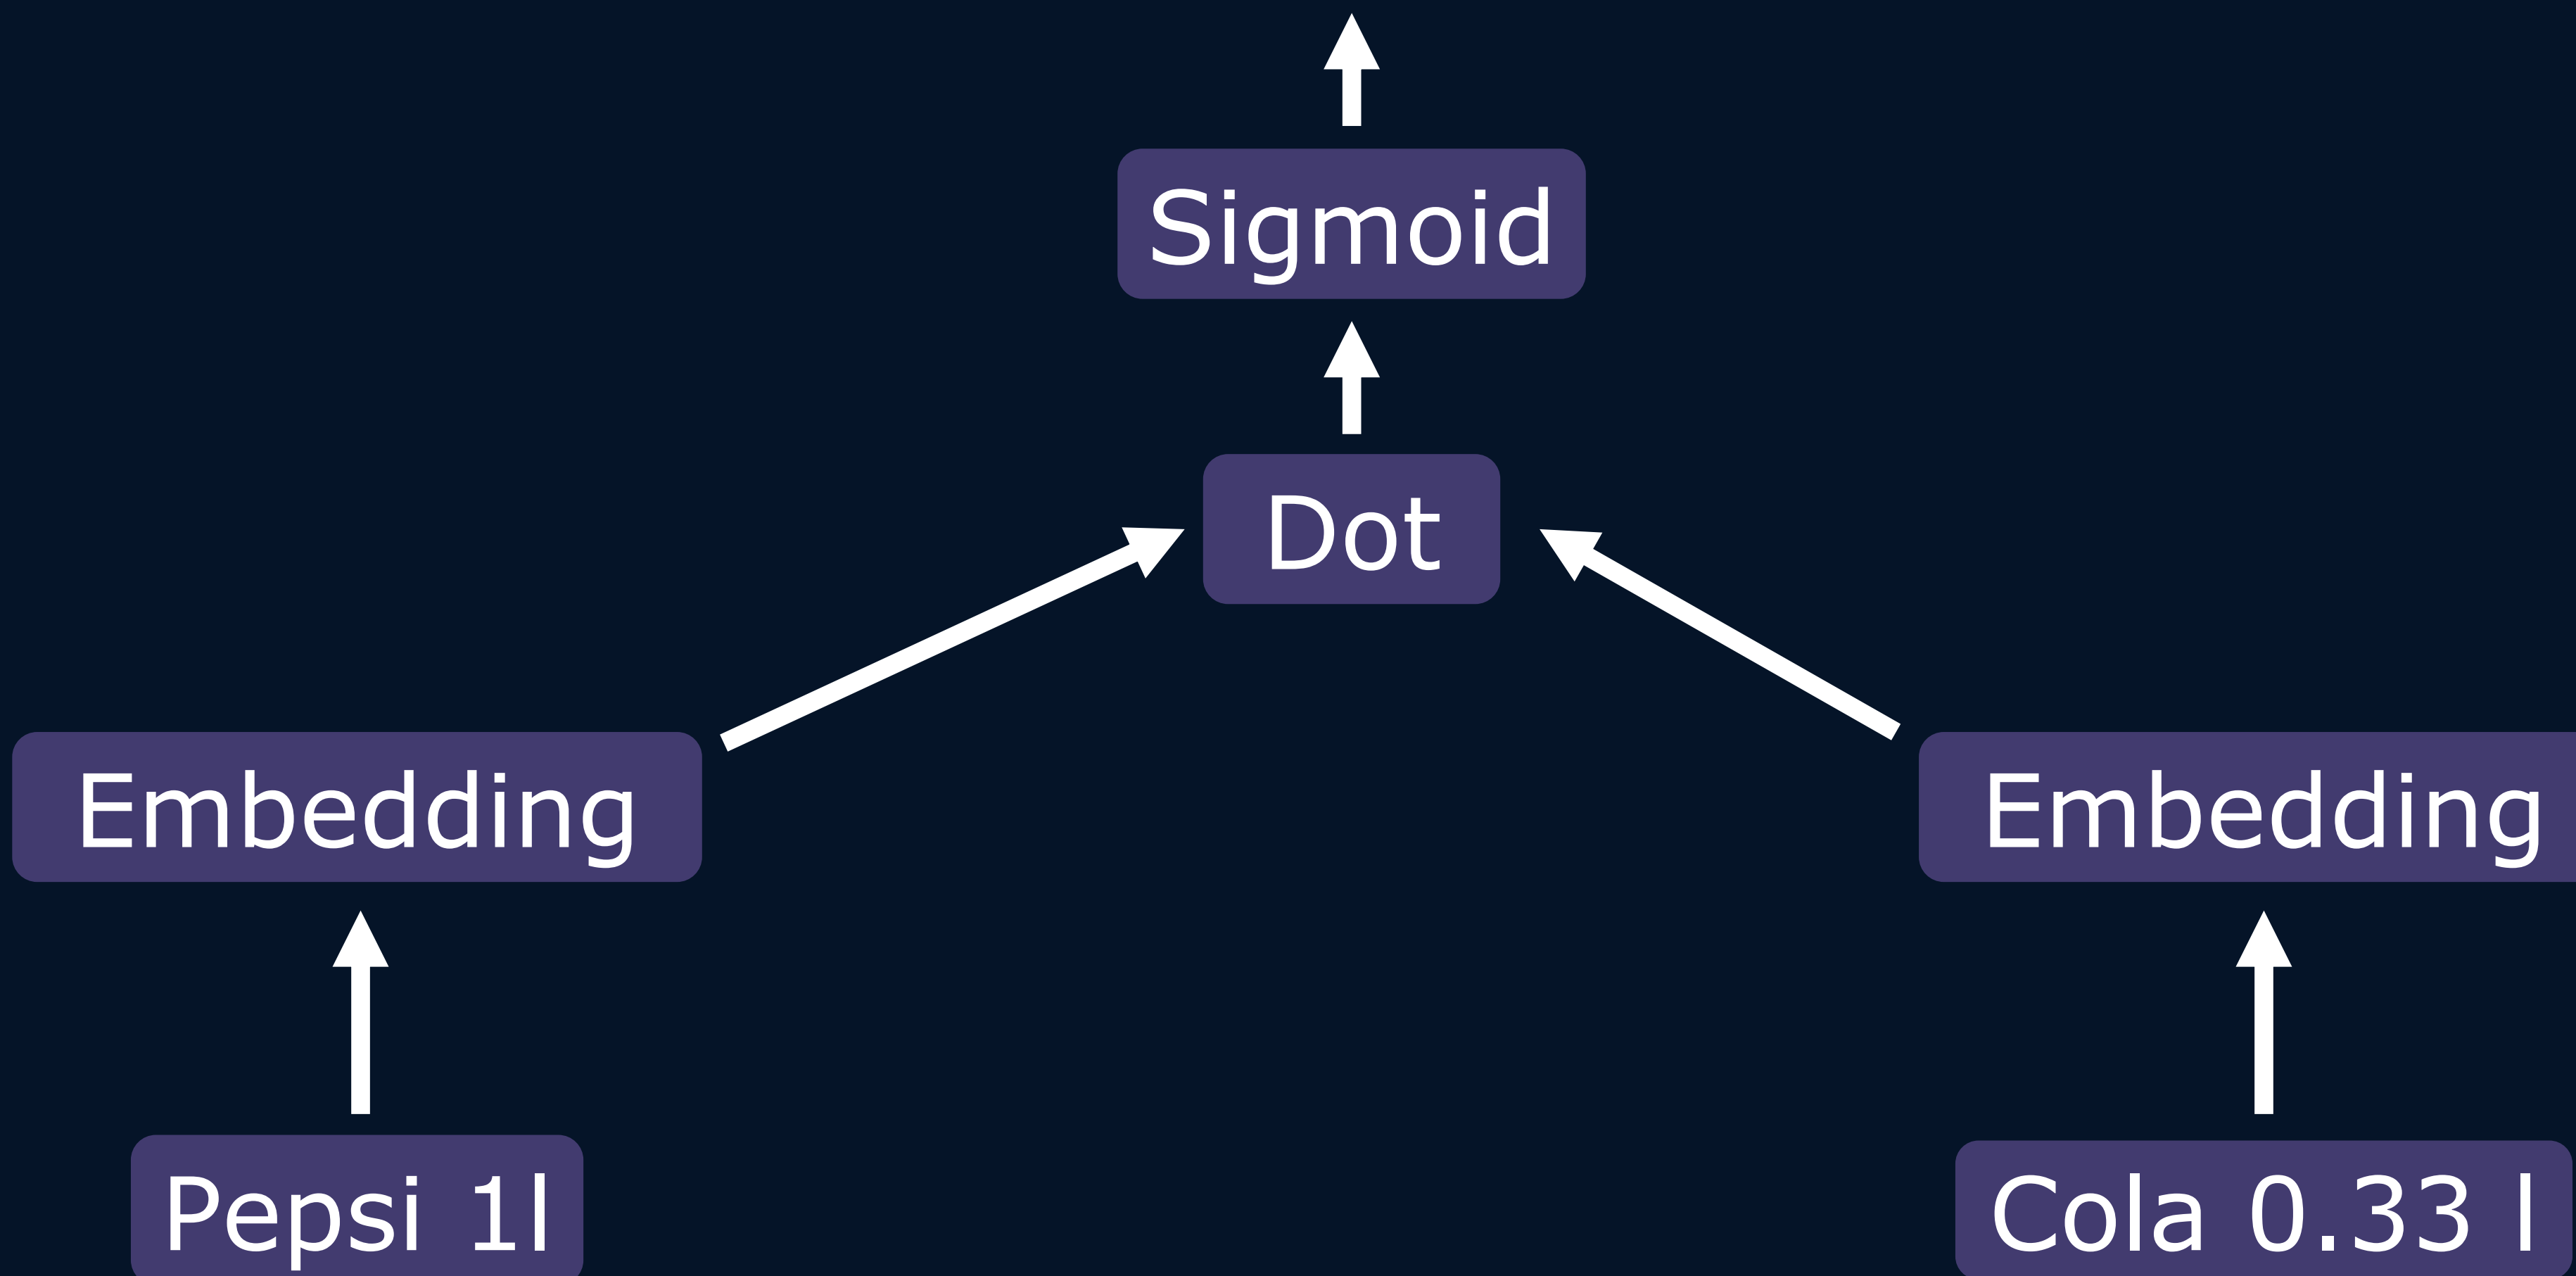 Sigmoid
Dot
Embedding
Embedding
Pepsi 1l
Cola 0.33 l